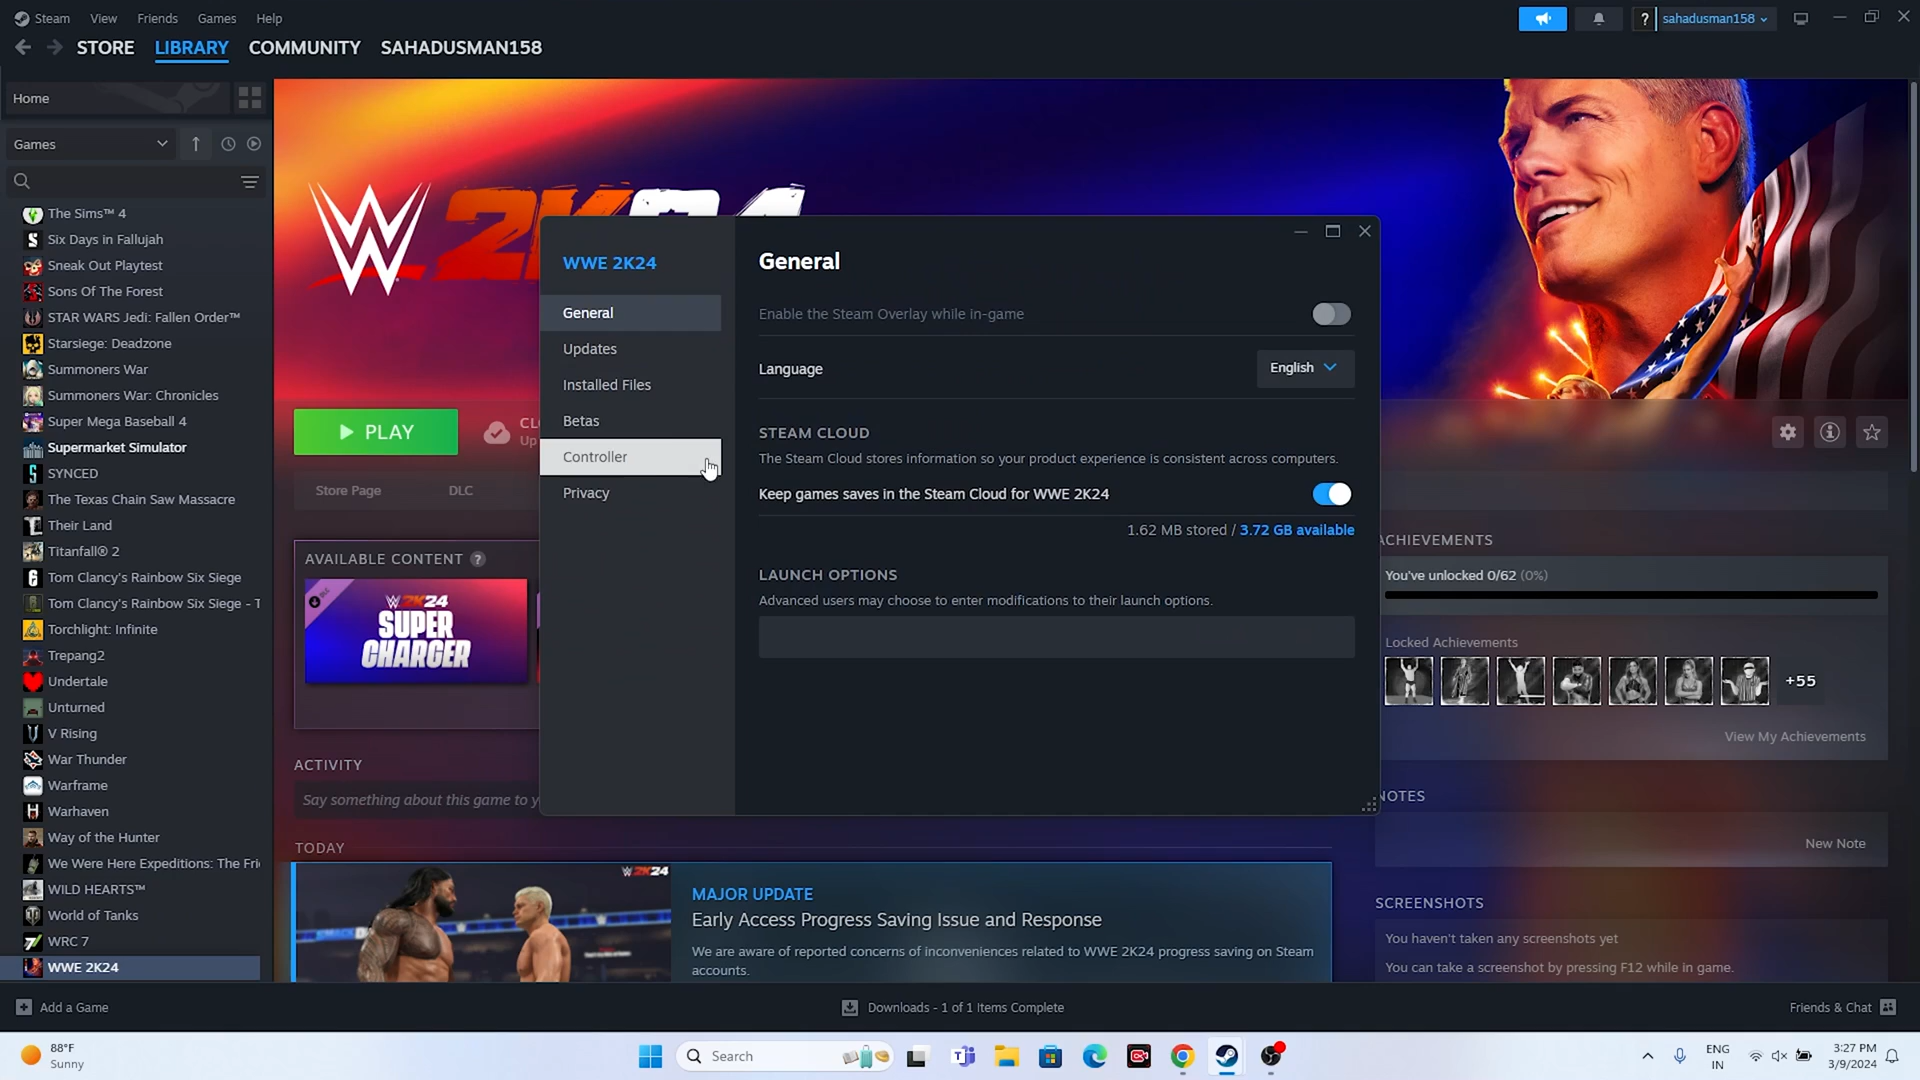 Steam View Friends Games Help
sahadusman158
STORE LIBRARY COMMUNITY SAHADUSMAN158
Home
Games
The Sims™ 4
Six Days in Fallujah
Sneak Out Playtest
Sons Of The Forest
STAR WARS Jedi: Fallen Order™
Starsiege: Deadzone
Summoners War
Summoners War: Chronicles
Super Mega Baseball 4
Supermarket Simulator
SYNCED
The Texas Chain Saw Massacre
Their Land
Titanfall® 2
Tom Clancy's Rainbow Six Siege
Tom Clancy's Rainbow Six Siege - T
Torchlight: Infinite
Trepang2
Undertale
Unturned
V Rising
War Thunder
Warframe
Warhaven
Way of the Hunter
We Were Here Expeditions: The Fri
WILD HEARTS™
World of Tanks
WRC 7
WWE 2K24
Add a Game
W 2K24
PLAY
CL
Up
Store Page DLC
AVAILABLE CONTENT ?
2K24
SUPER
CHARGER
ACTIVITY
Say something about this game to y
TODAY
2K24
MAJOR UPDATE
Early Access Progress Saving Issue and Response
We are aware of reported concerns of inconveniences related to WWE 2K24 progress saving on Steam
accounts.
WWE 2K24
General
Updates
Installed Files
Betas
Controller
Privacy
General
Enable the Steam Overlay while in-game
Language English
STEAM CLOUD
The Steam Cloud stores information so your product experience is consistent across computers.
Keep games saves in the Steam Cloud for WWE 2K24
1.62 MB stored / 3.72 GB available
LAUNCH OPTIONS
Advanced users may choose to enter modifications to their launch options.
ACHIEVEMENTS
You've unlocked 0/62 (0%)
Locked Achievements
+55
View My Achievements
NOTES
New Note
SCREENSHOTS
You haven't taken any screenshots yet
You can take a screenshot by pressing F12 while in game.
Downloads - 1 of 1 Items Complete
Friends & Chat
88°F
Sunny
Search
ENG
IN
3:27 PM
3/9/2024